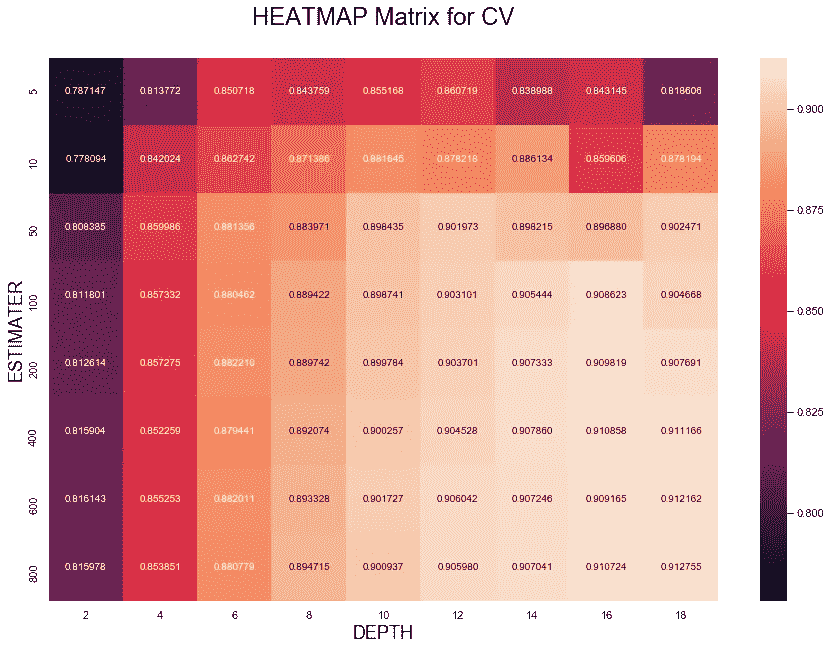 HEATMAP Matrix for CV
ESTIMATER
5 0.787147 0.813772 0.850718 0.843759 0.855168 0.860719 0.838988 0.843145 0.818606
10 0.778094 0.842024 0.862742 0.871386 0.881645 0.878218 0.886134 0.859606 0.878194
50 0.808385 0.859986 0.881356 0.883971 0.898435 0.901973 0.898215 0.896880 0.902471
100 0.811801 0.857332 0.880462 0.889422 0.898741 0.903101 0.905444 0.908623 0.904668
200 0.812614 0.857275 0.882210 0.889742 0.899784 0.903701 0.907333 0.909819 0.907691
400 0.815904 0.852259 0.879441 0.892074 0.900257 0.904528 0.907860 0.910858 0.911166
600 0.816143 0.855253 0.882011 0.893328 0.901727 0.906042 0.907246 0.909165 0.912162
800 0.815978 0.853851 0.880779 0.894715 0.900937 0.905980 0.907041 0.910724 0.912755
2 4 6 8 10 12 14 16 18
DEPTH
0.900
0.875
0.850
0.825
0.800